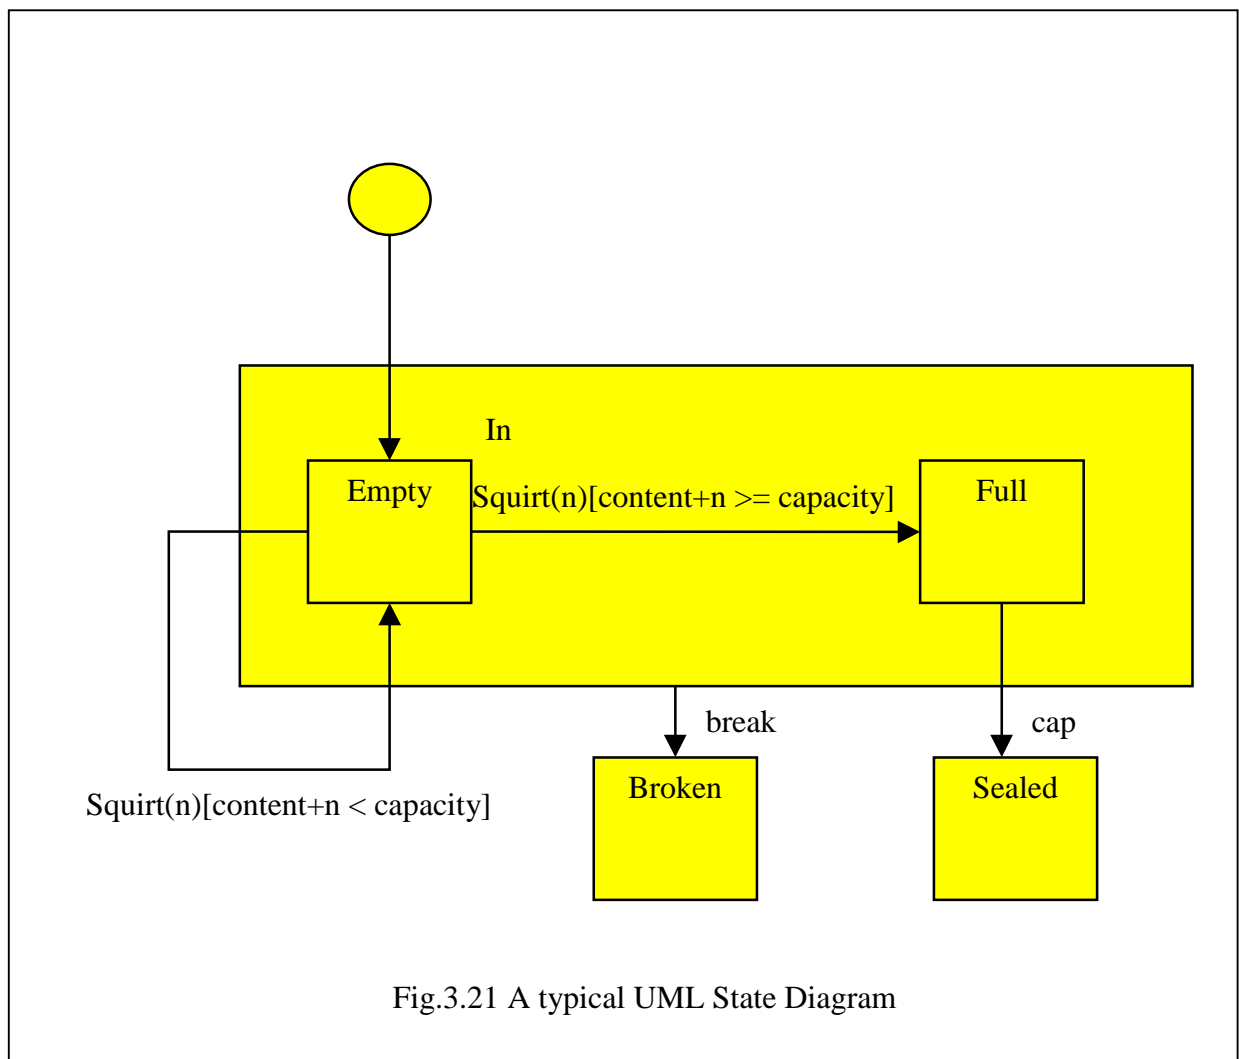 In
Empty
Squirt(n)[content+n >= capacity]
Full
break
cap
Broken
Sealed
Squirt(n)[content+n < capacity]
Fig.3.21 A typical UML State Diagram